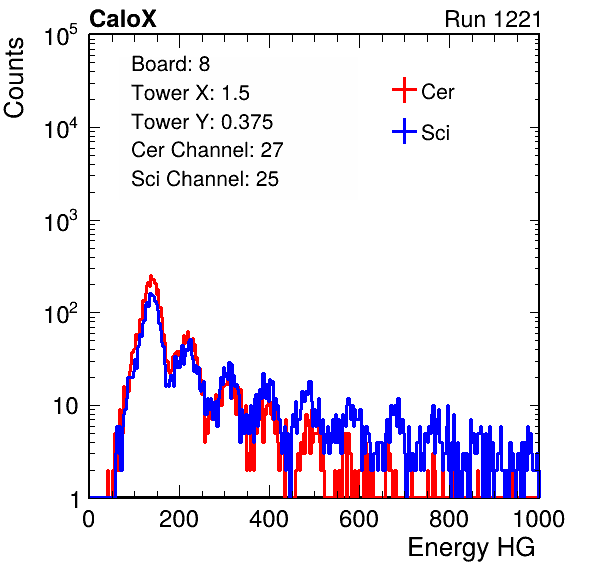 CaloX Run 1221
Counts
Board: 8
Tower X: 1.5
Tower Y: 0.375
Cer Channel: 27
Sci Channel: 25
Cer
Sci
10^5
10^4
10^3
10^2
10
1
0 200 400 600 800 1000
Energy HG